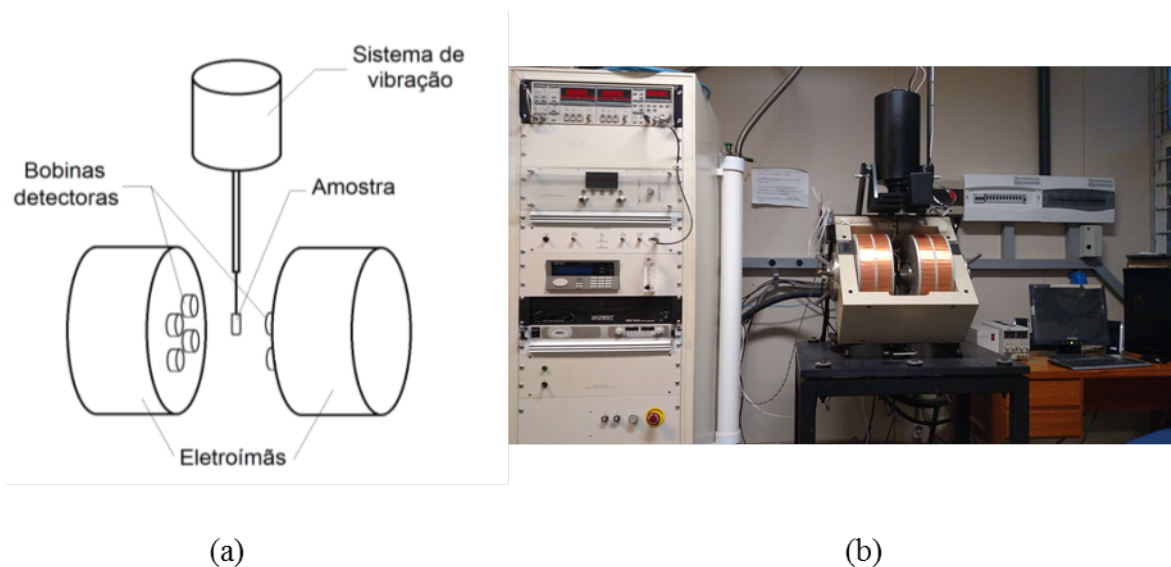 Sistema de
vibração
Bobinas
detectoras
Amostra
Eletroímãs
(a)
(b)